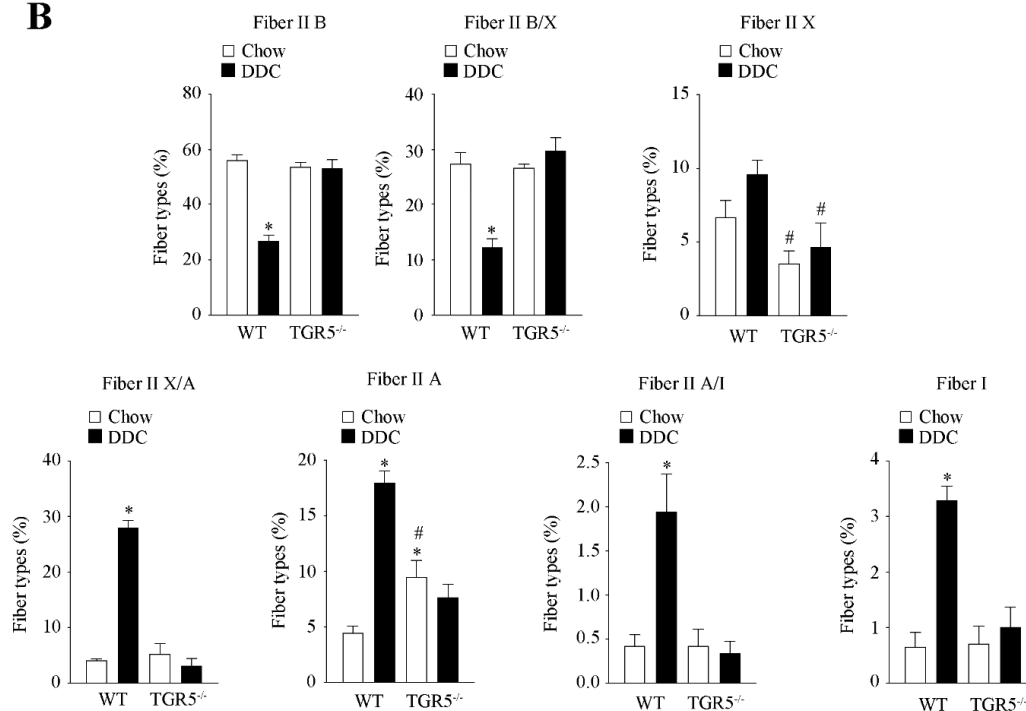 B
Fiber II B
Chow
DDC
Fiber types (%)
80
60
40
20
0
*
WT TGR5-/-
Fiber II B/X
Chow
DDC
Fiber types (%)
40
30
20
10
0
*
WT TGR5-/-
Fiber II X
Chow
DDC
Fiber types (%)
15
10
5
0
# #
WT TGR5-/-
Fiber II X/A
Chow
DDC
Fiber types (%)
40
30
20
10
0
*
WT TGR5-/-
Fiber II A
Chow
DDC
Fiber types (%)
20
15
10
5
0
*
#
*
WT TGR5-/-
Fiber II A/I
Chow
DDC
Fiber types (%)
2.5
2.0
1.5
1.0
0.5
0.0
*
WT TGR5-/-
Fiber I
Chow
DDC
Fiber types (%)
4
3
2
1
0
*
WT TGR5-/-